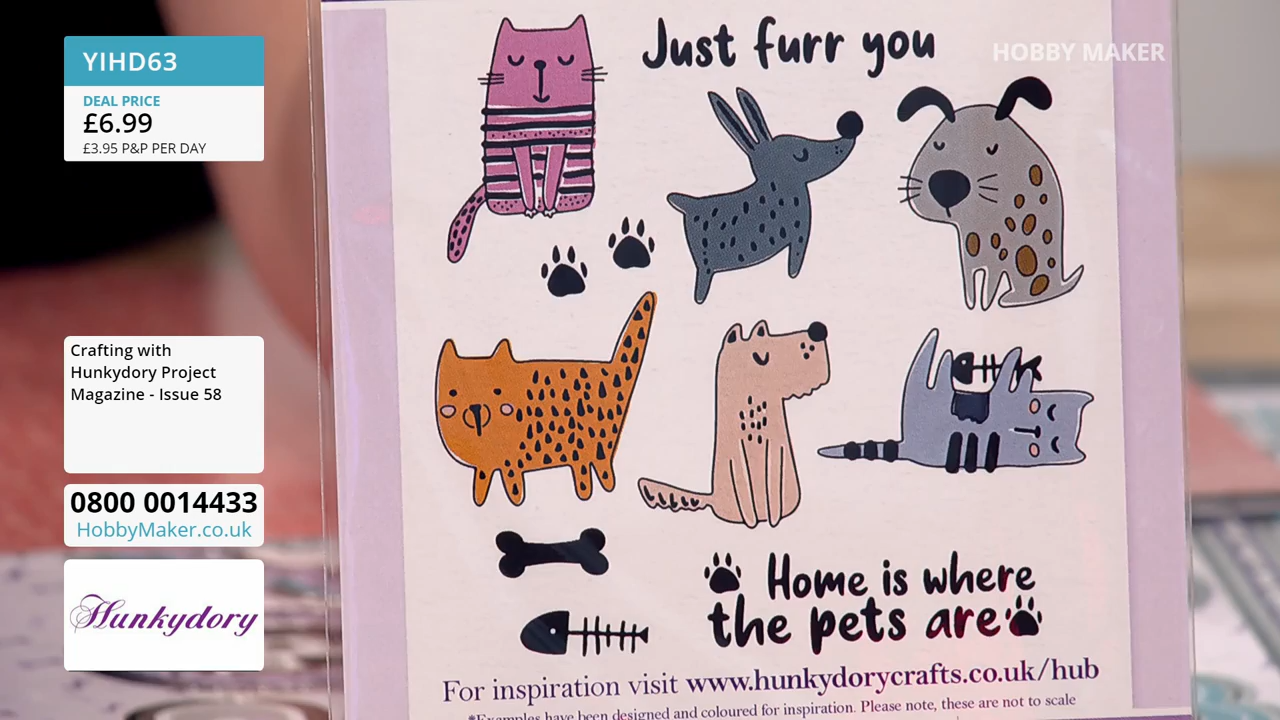 YIHD63
DEAL PRICE
£6.99
£3.95 P&P PER DAY
Crafting with
Hunkydory Project
Magazine - Issue 58
0800 0014433
HobbyMaker.co.uk
Hunkydory
HOBBY MAKER
Just furr you
Home is where
the pets are
For inspiration visit www.hunkydorycrafts.co.uk/hub
*Examples have been designed and coloured for inspiration. Please note, these are not to scale